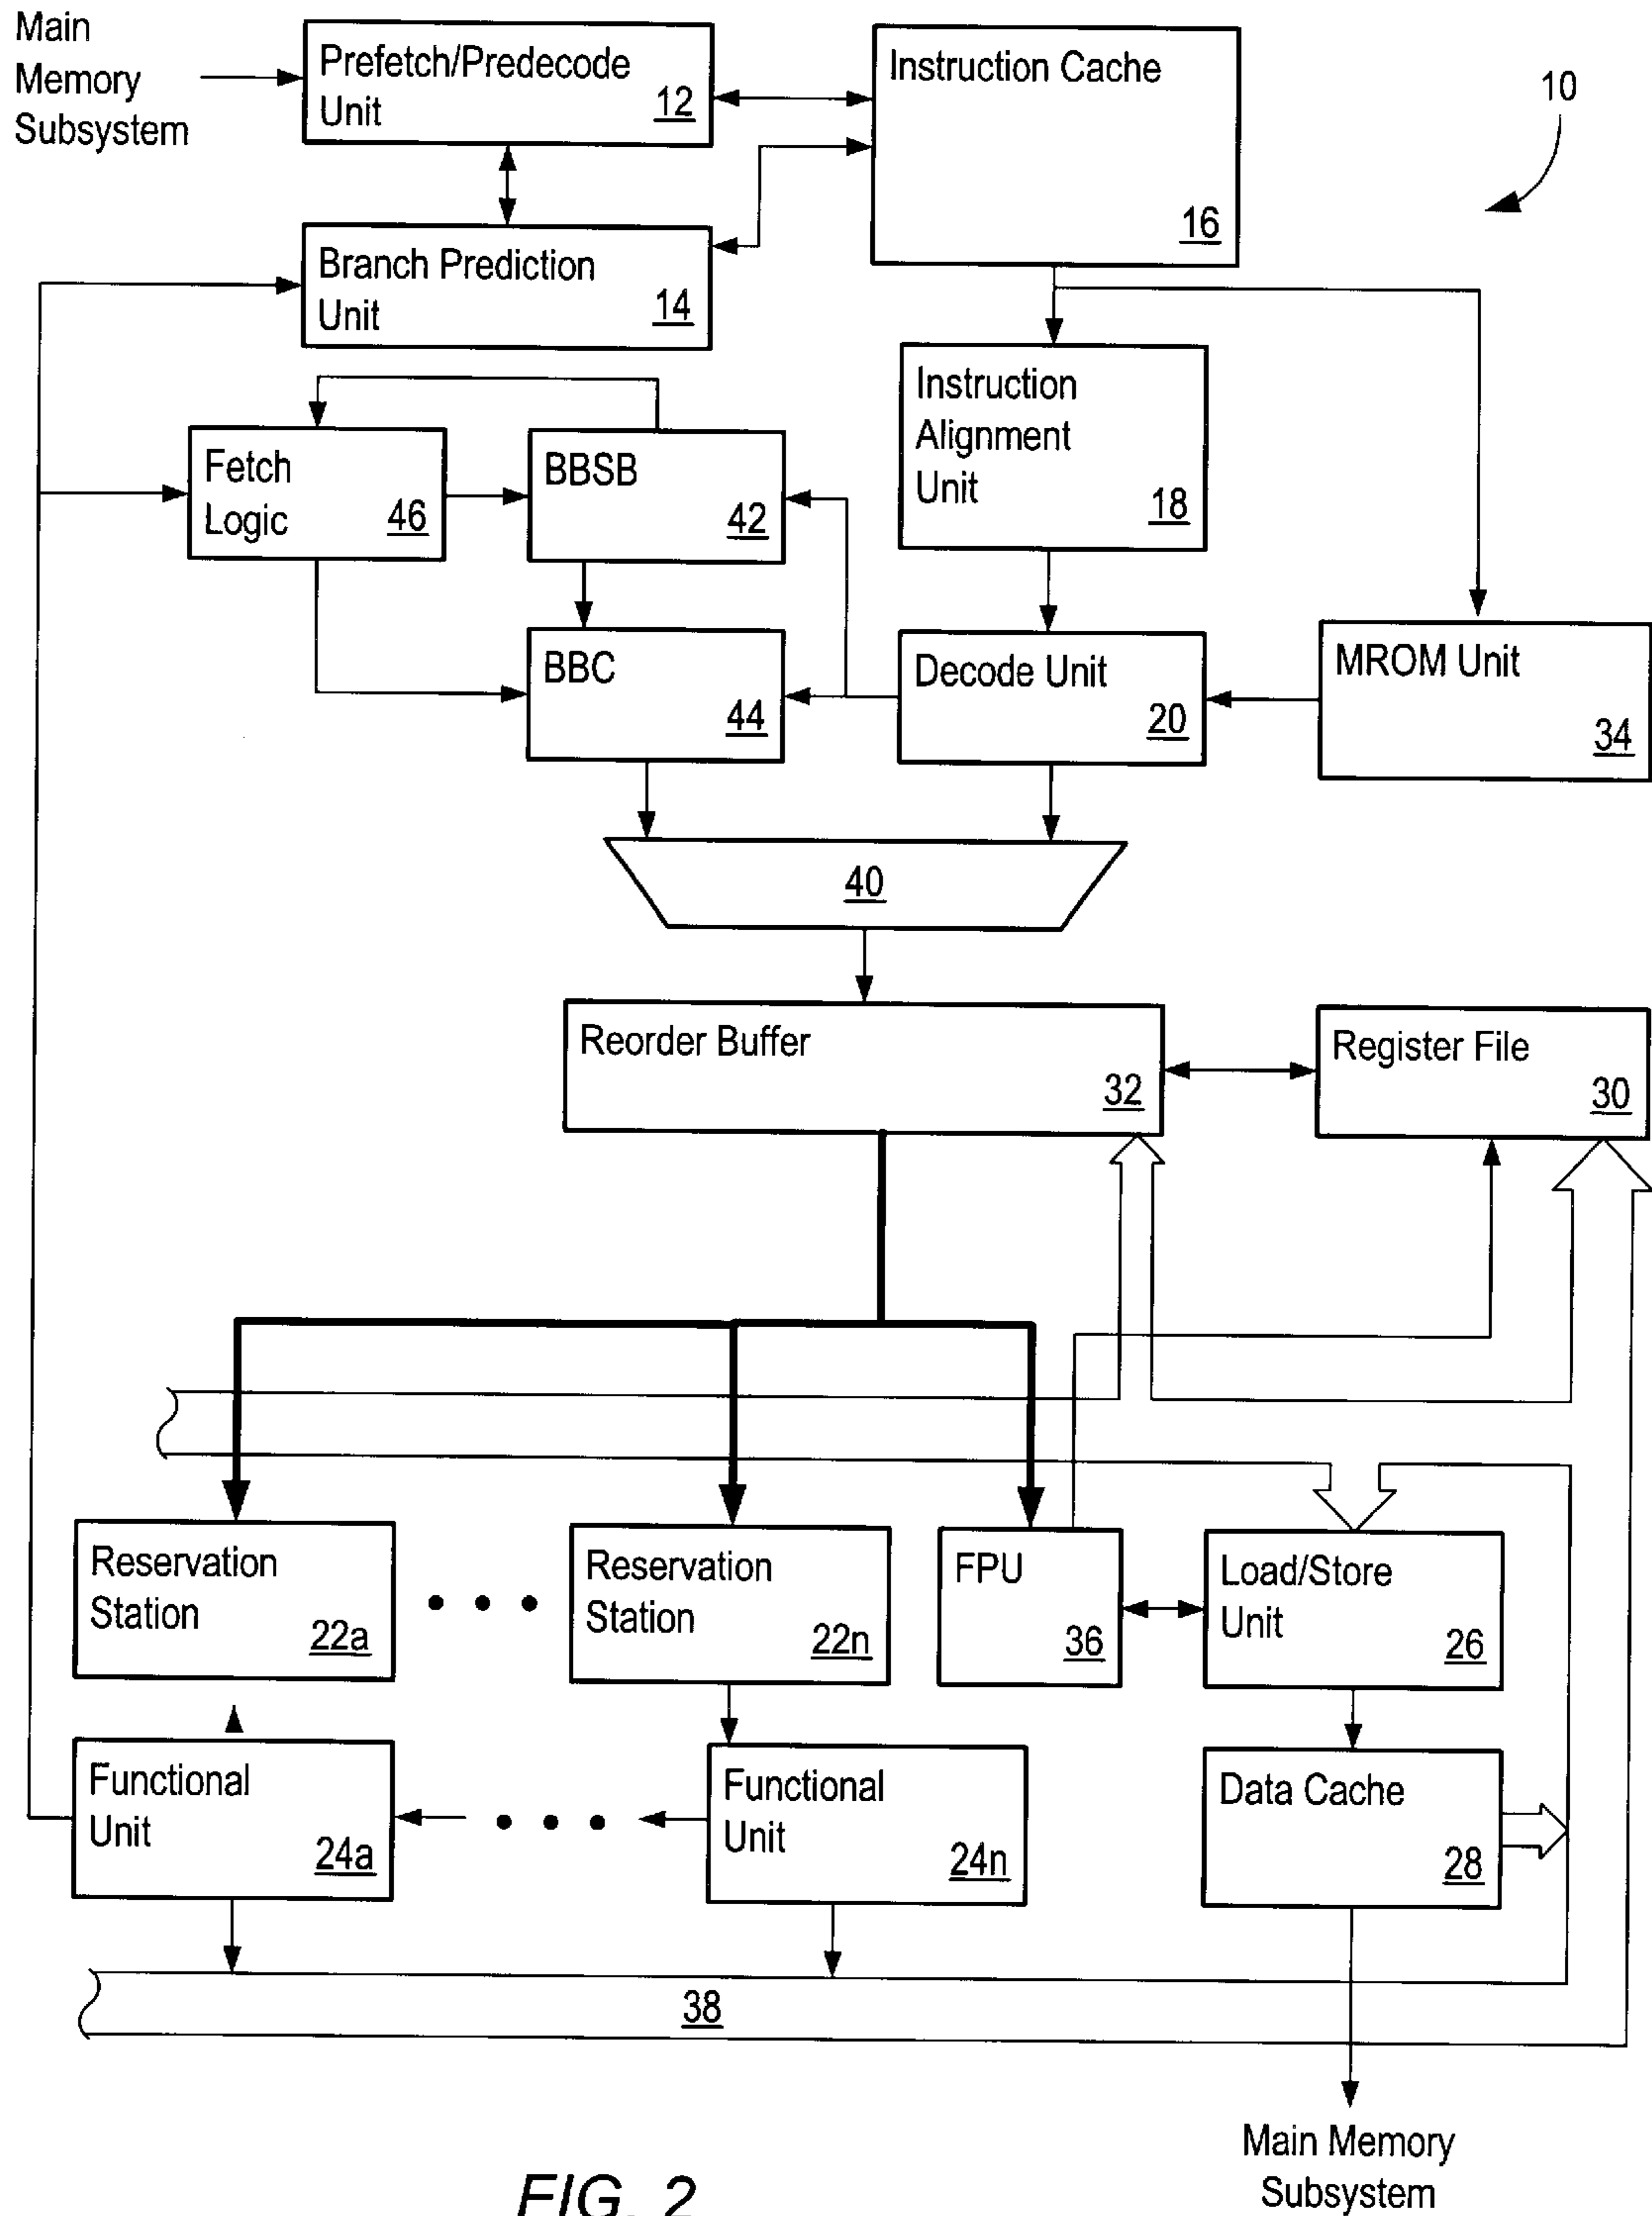 Main
Memory
Subsystem
Prefetch/Predecode
Unit
12
Instruction Cache
16
10
Branch Prediction
Unit
14
Instruction
Alignment
Unit
18
Fetch
Logic
46
BBSB
42
BBC
44
Decode Unit
20
MROM Unit
34
40
Reorder Buffer
32
Register File
30
Reservation
Station
22a
Reservation
Station
22n
FPU
36
Load/Store
Unit
26
Functional
Unit
24a
Functional
Unit
24n
Data Cache
28
38
Main Memory
Subsystem
FIG. 2